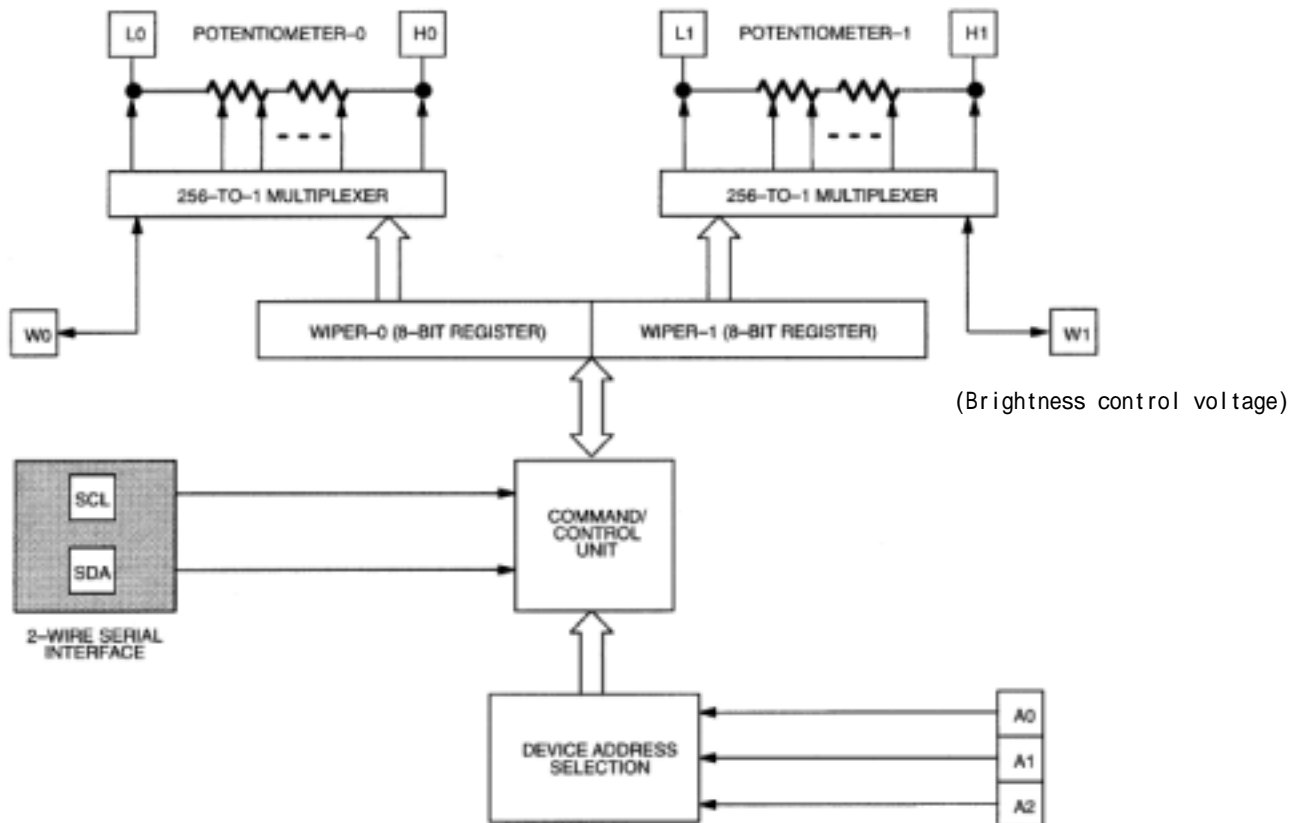 L0 POTENTIOMETER-0 H0
L1 POTENTIOMETER-1 H1
256-TO-1 MULTIPLEXER
256-TO-1 MULTIPLEXER
W0
WIPER-0 (8-BIT REGISTER)
WIPER-1 (8-BIT REGISTER)
W1
(Brightness control voltage)
SCL
SDA
2-WIRE SERIAL
INTERFACE
COMMAND/
CONTROL
UNIT
DEVICE ADDRESS
SELECTION
A0
A1
A2